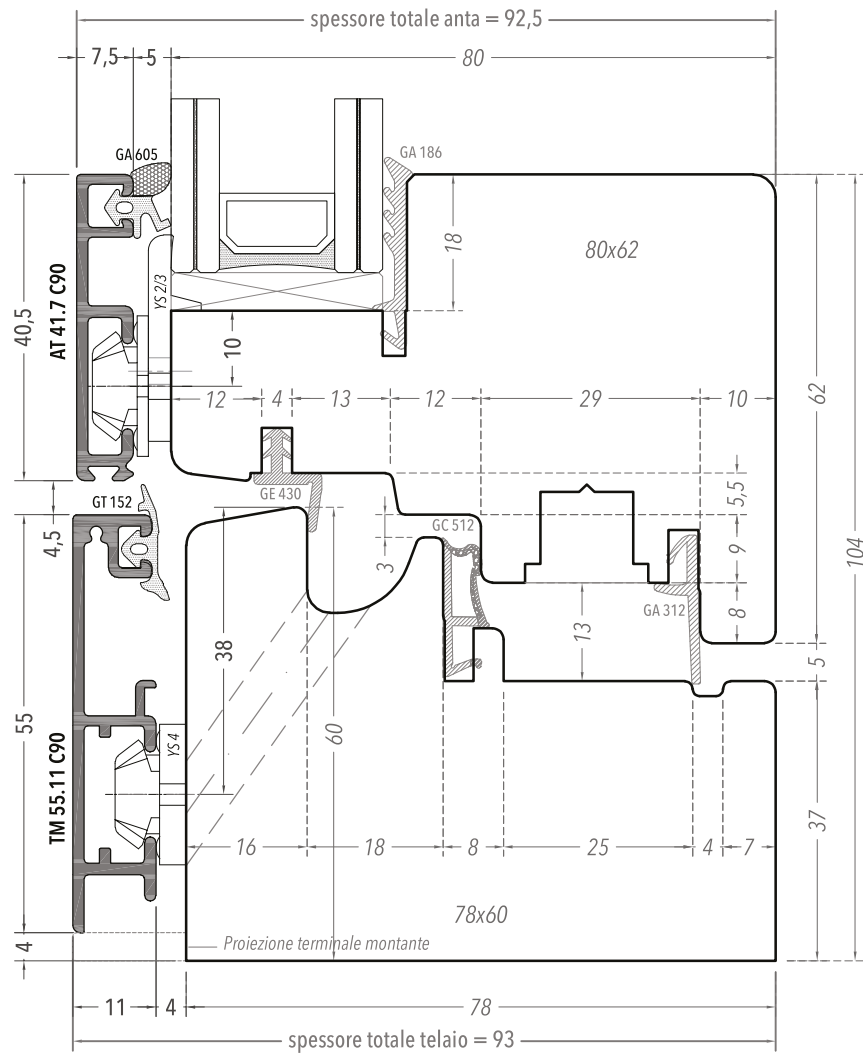 spessore totale anta = 92,5
7,5
5
80
GA 605
GA 186
18
80x62
YS 2/3
AT 41.7 C90
40,5
10
12
4
13
12
29
10
62
GE 430
GT 152
4,5
5,5
GC 512
3
9
104
GA 312
8
13
38
5
60
55
TM 55.11 C90
YS 4
16
18
8
25
4
7
37
78x60
Proiezione terminale montante
4
11
4
78
spessore totale telaio = 93